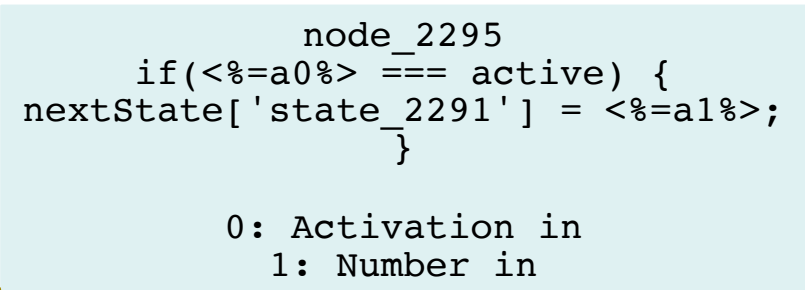 node_2295
if(<%=a0%> === active) {
nextState['state_2291'] = <%=a1%>;
}
0: Activation in
1: Number in